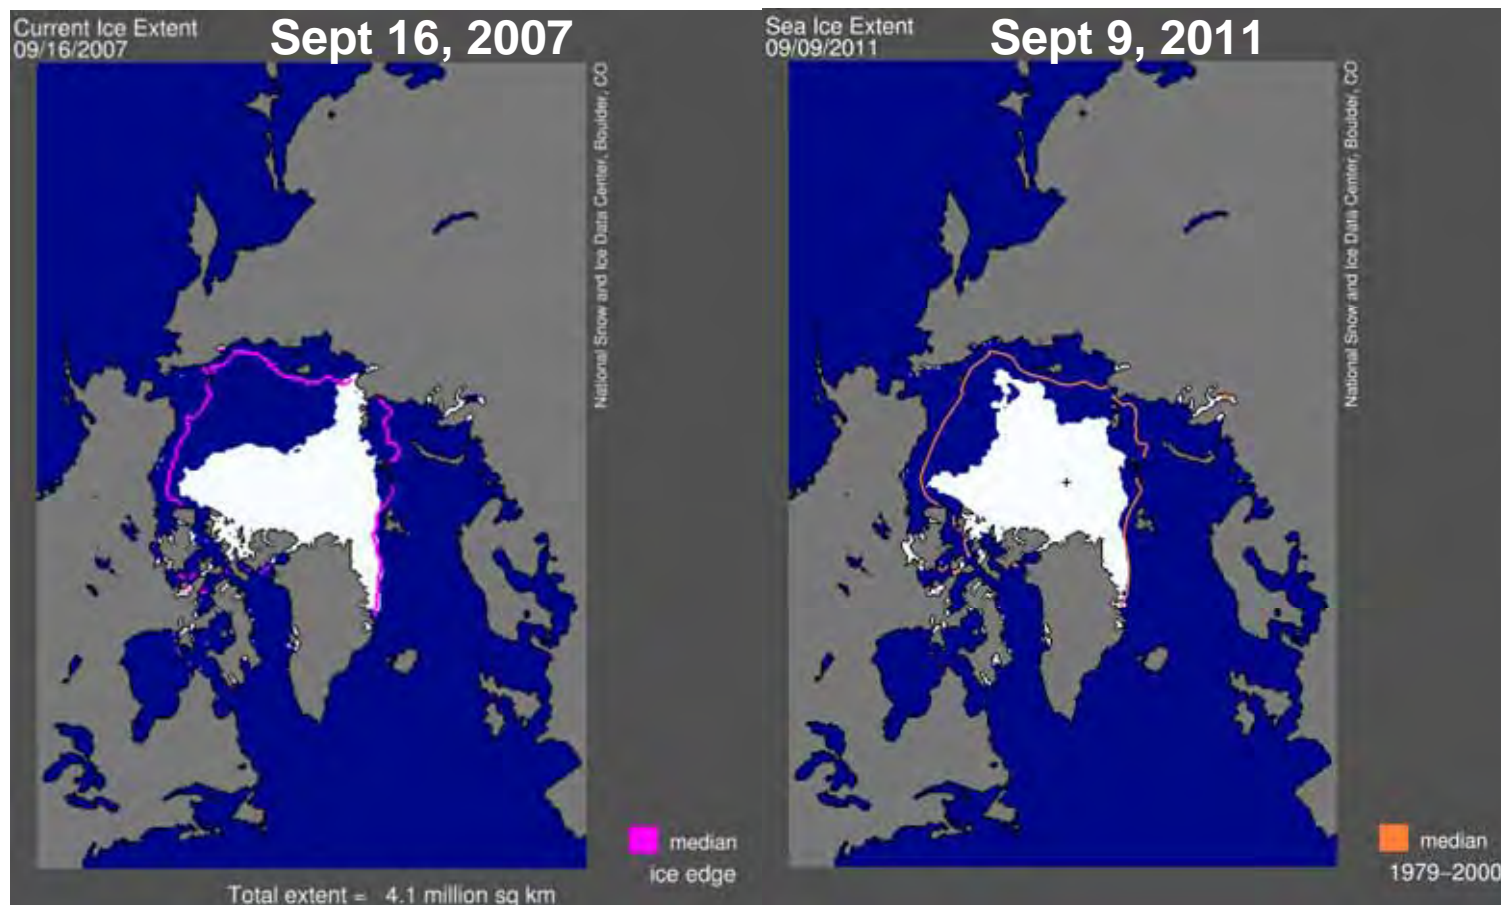 Current Ice Extent
09/16/2007
Sept 16, 2007
National Snow and Ice Data Center, Boulder, CO
median
ice edge
Total extent = 4.1 million sq km
Sea Ice Extent
09/09/2011
Sept 9, 2011
National Snow and Ice Data Center, Boulder, CO
median
1979–2000